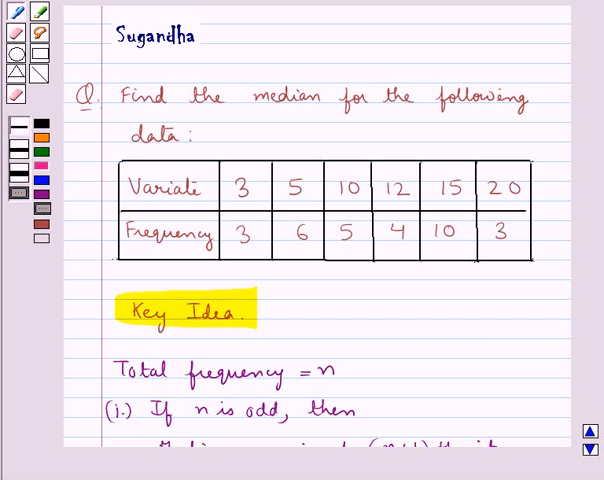 Sugandha
Q. Find the median for the following
data :
Variate 3 5 10 12 15 20
Frequency 3 6 5 4 10 3
Key Idea.
Total frequency = n
(i.) If n is odd, then